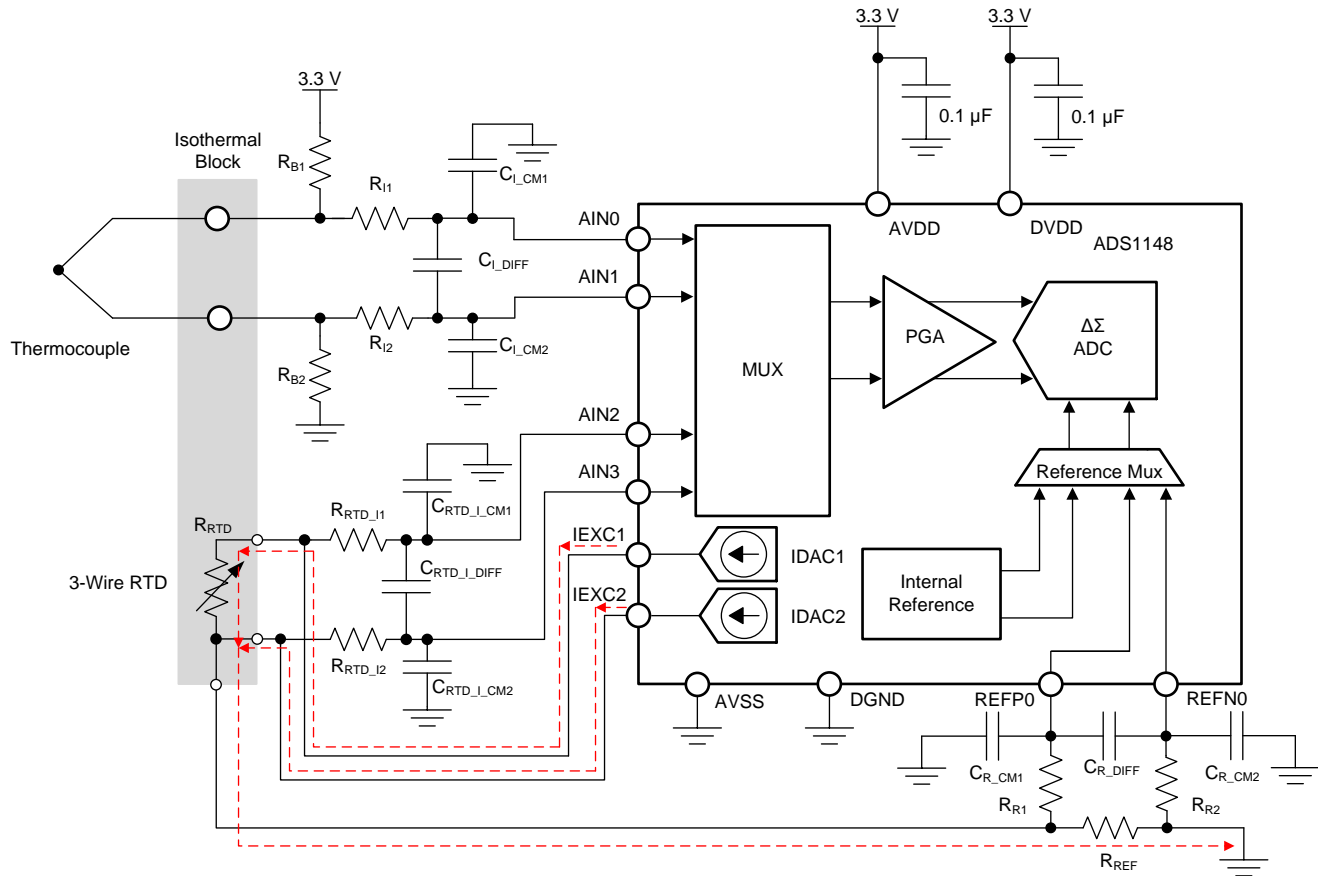 3.3 V
3.3 V
0.1 µF
0.1 µF
3.3 V
Isothermal
Block
RB1
RI1
CI_CM1
AIN0
AVDD
DVDD
ADS1148
CI_DIFF
AIN1
Thermocouple
RI2
CI_CM2
RB2
MUX
PGA
ΔΣ
ADC
AIN2
AIN3
Reference Mux
RRTD
RRTD_I1
CRTD_I_CM1
IEXC1
IDAC1
3-Wire RTD
CRTD_I_DIFF
IEXC2
IDAC2
Internal
Reference
RRTD_I2
CRTD_I_CM2
AVSS
DGND
REFP0
REFN0
CR_CM1
CR_DIFF
CR_CM2
RR1
RR2
RREF